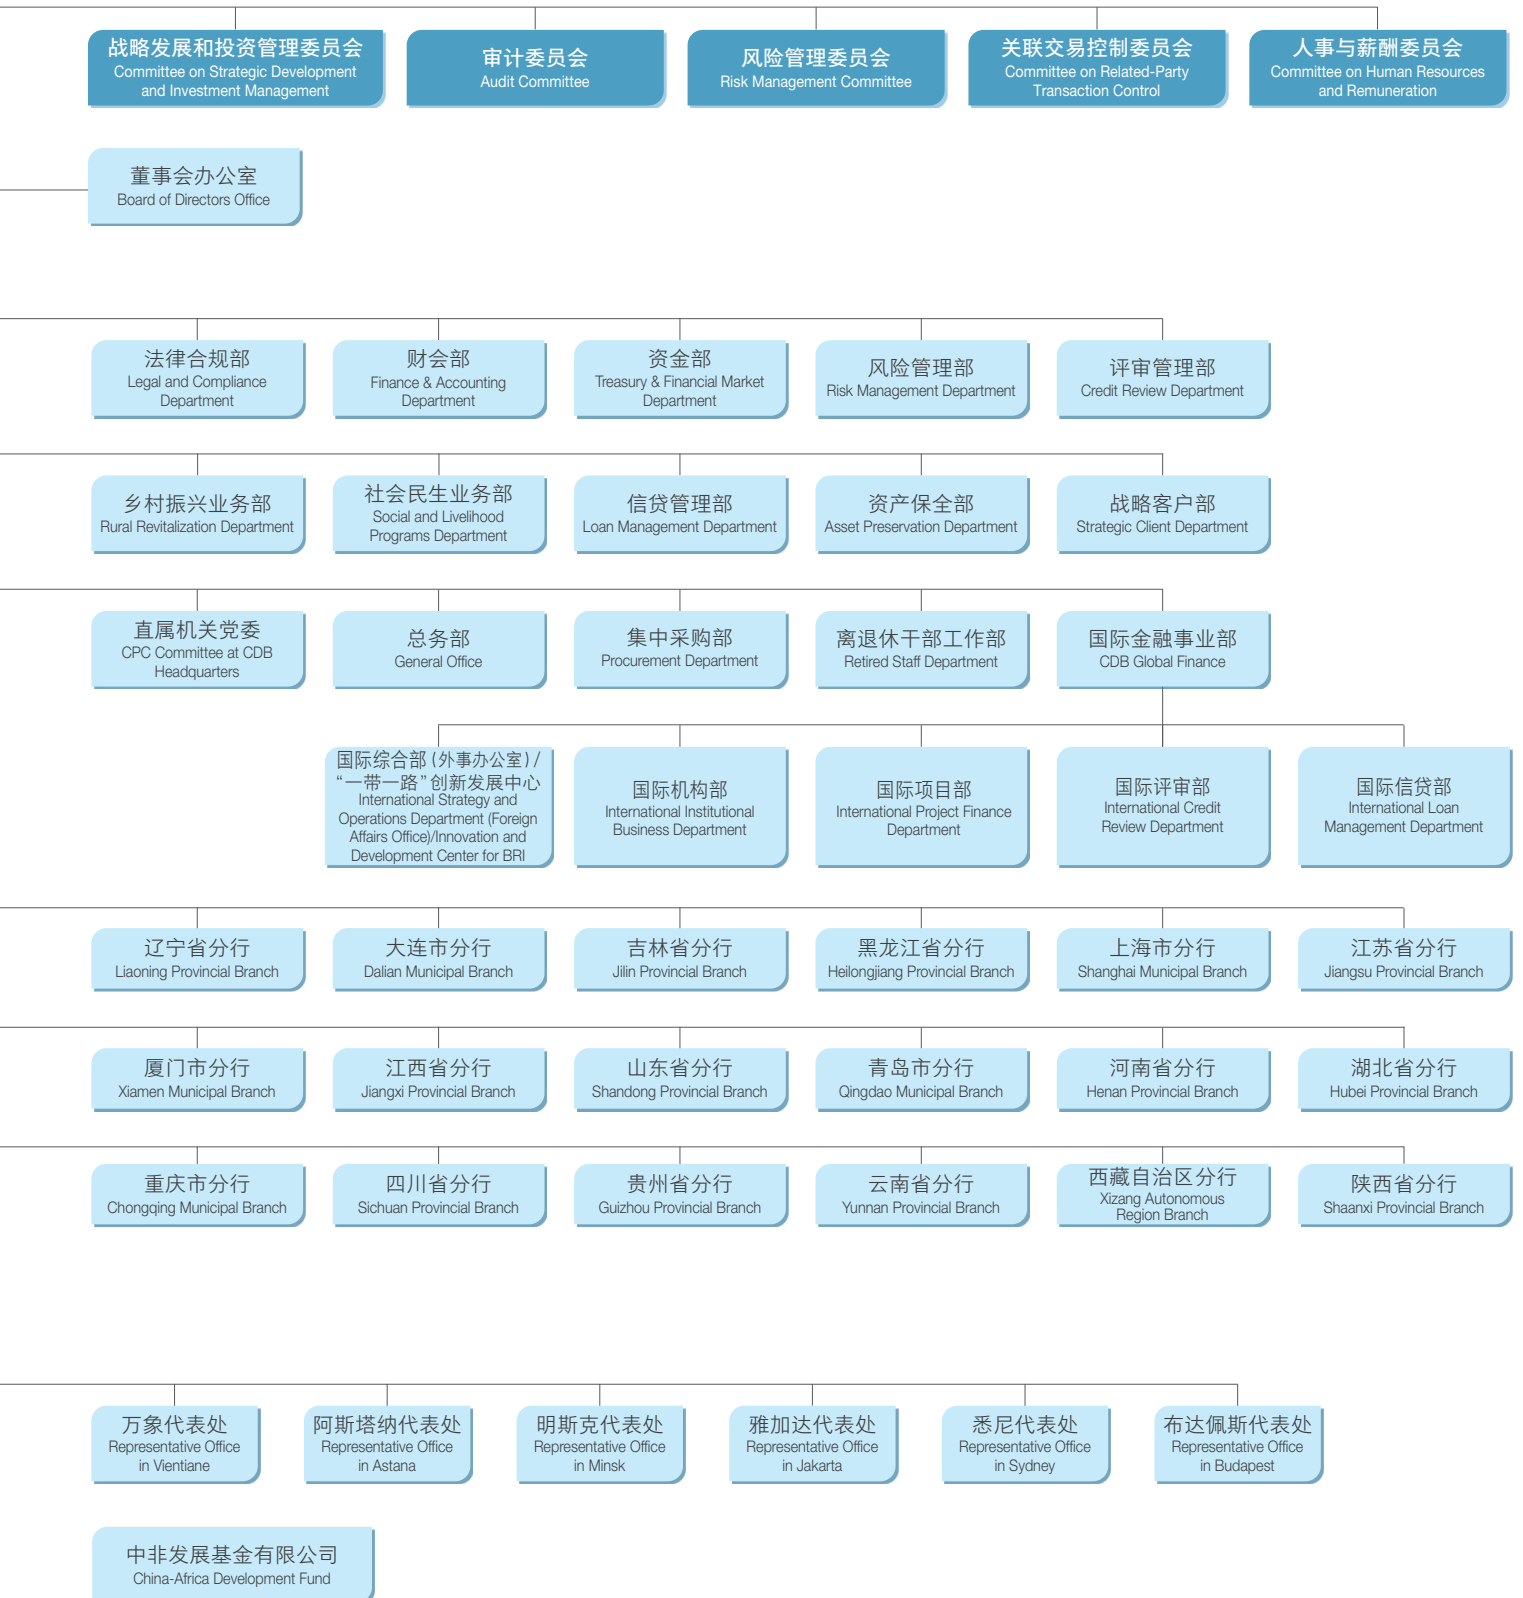 战略发展和投资管理委员会
Committee on Strategic Development
and Investment Management
审计委员会
Audit Committee
风险管理委员会
Risk Management Committee
关联交易控制委员会
Committee on Related-Party
Transaction Control
人事与薪酬委员会
Committee on Human Resources
and Remuneration
董事会办公室
Board of Directors Office
法律合规部
Legal and Compliance
Department
财会部
Finance & Accounting
Department
资金部
Treasury & Financial Market
Department
风险管理部
Risk Management Department
评审管理部
Credit Review Department
乡村振兴业务部
Rural Revitalization Department
社会民生业务部
Social and Livelihood
Programs Department
信贷管理部
Loan Management Department
资产保全部
Asset Preservation Department
战略客户部
Strategic Client Department
直属机关党委
CPC Committee at CDB
Headquarters
总务部
General Office
集中采购部
Procurement Department
离退休干部工作部
Retired Staff Department
国际金融事业部
CDB Global Finance
国际综合部(外事办公室)/
“一带一路”创新发展中心
International Strategy and
Operations Department (Foreign
Affairs Office)/Innovation and
Development Center for BRI
国际机构部
International Institutional
Business Department
国际项目部
International Project Finance
Department
国际评审部
International Credit
Review Department
国际信贷部
International Loan
Management Department
辽宁省分行
Liaoning Provincial Branch
大连市分行
Dalian Municipal Branch
吉林省分行
Jilin Provincial Branch
黑龙江省分行
Heilongjiang Provincial Branch
上海市分行
Shanghai Municipal Branch
江苏省分行
Jiangsu Provincial Branch
厦门市分行
Xiamen Municipal Branch
江西省分行
Jiangxi Provincial Branch
山东省分行
Shandong Provincial Branch
青岛市分行
Qingdao Municipal Branch
河南省分行
Henan Provincial Branch
湖北省分行
Hubei Provincial Branch
重庆市分行
Chongqing Municipal Branch
四川省分行
Sichuan Provincial Branch
贵州省分行
Guizhou Provincial Branch
云南省分行
Yunnan Provincial Branch
西藏自治区分行
Xizang Autonomous
Region Branch
陕西省分行
Shaanxi Provincial Branch
万象代表处
Representative Office
in Vientiane
阿斯塔纳代表处
Representative Office
in Astana
明斯克代表处
Representative Office
in Minsk
雅加达代表处
Representative Office
in Jakarta
悉尼代表处
Representative Office
in Sydney
布达佩斯代表处
Representative Office
in Budapest
中非发展基金有限公司
China-Africa Development Fund